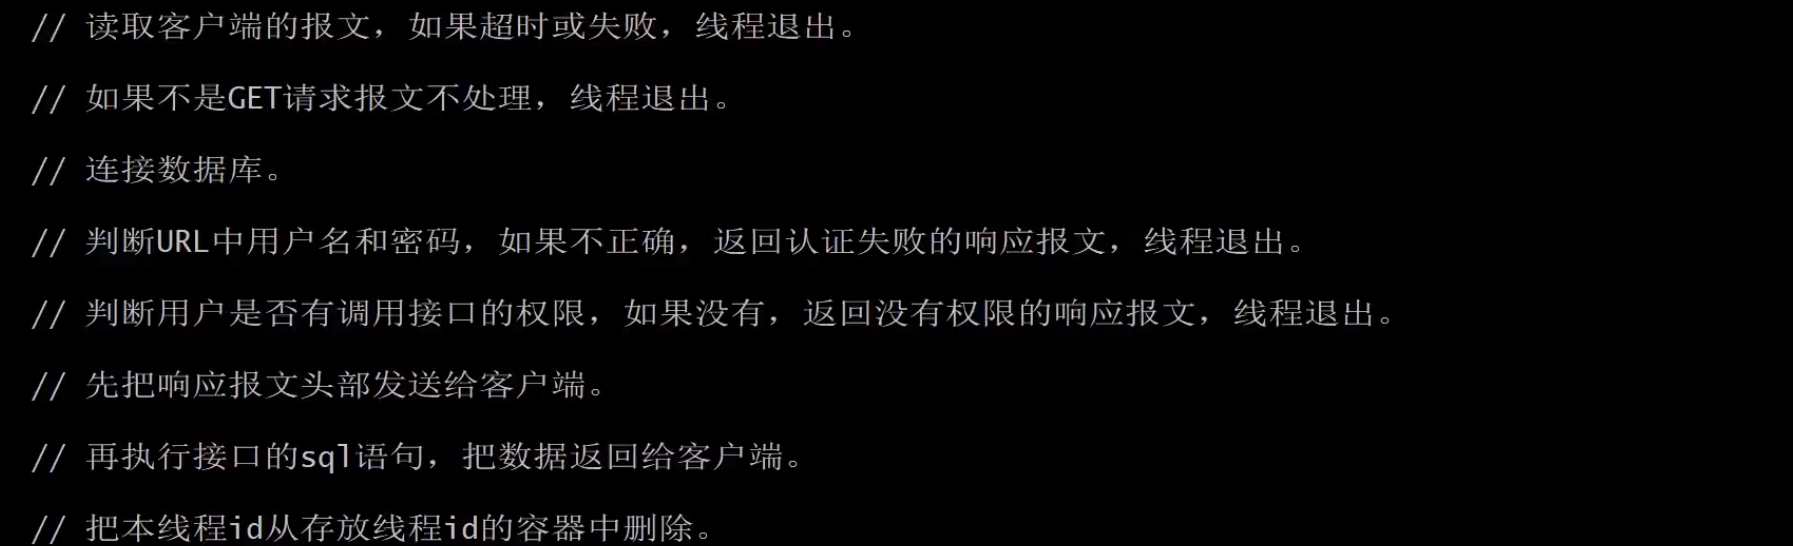 // 读取客户端的报文，如果超时或失败，线程退出。
// 如果不是GET请求报文不处理，线程退出。
// 连接数据库。
// 判断URL中用户名和密码，如果不正确，返回认证失败的响应报文，线程退出。
// 判断用户是否有调用接口的权限，如果没有，返回没有权限的响应报文，线程退出。
// 先把响应报文头部发送给客户端。
// 再执行接口的sql语句，把数据返回给客户端。
// 把本线程id从存放线程id的容器中删除。